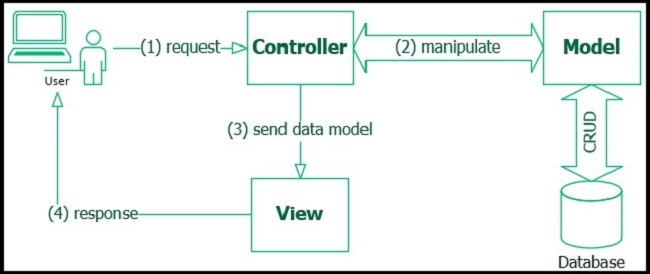 (1) request
Controller
(2) manipulate
Model
User
(3) send data model
CRUD
(4) response
View
Database